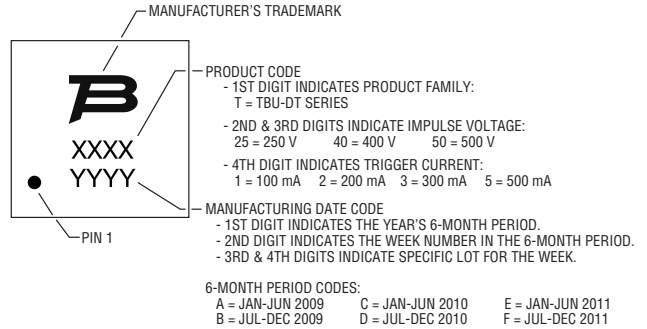 MANUFACTURER'S TRADEMARK
PRODUCT CODE
- 1ST DIGIT INDICATES PRODUCT FAMILY:
T = TBU-DT SERIES
- 2ND & 3RD DIGITS INDICATE IMPULSE VOLTAGE:
25 = 250 V 40 = 400 V 50 = 500 V
- 4TH DIGIT INDICATES TRIGGER CURRENT:
1 = 100 mA 2 = 200 mA 3 = 300 mA 5 = 500 mA
XXXX
YYYY
MANUFACTURING DATE CODE
- 1ST DIGIT INDICATES THE YEAR'S 6-MONTH PERIOD.
- 2ND DIGIT INDICATES THE WEEK NUMBER IN THE 6-MONTH PERIOD.
- 3RD & 4TH DIGITS INDICATE SPECIFIC LOT FOR THE WEEK.
PIN 1
6-MONTH PERIOD CODES:
A = JAN-JUN 2009 C = JAN-JUN 2010 E = JAN-JUN 2011
B = JUL-DEC 2009 D = JUL-DEC 2010 F = JUL-DEC 2011